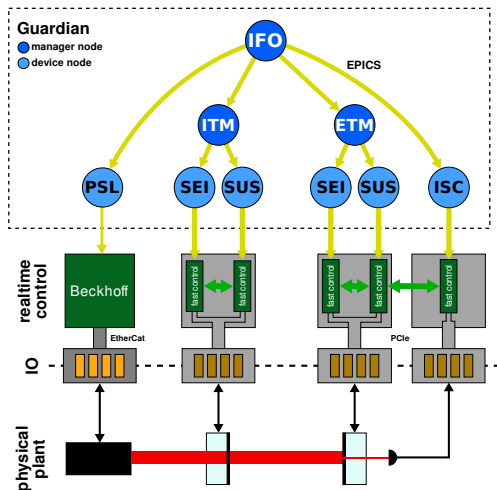 Guardian
manager node
device node
IFO
EPICS
ITM
ETM
PSL
SEI
SUS
SEI
SUS
ISC
realtime
control
Beckhoff
fast control
fast control
fast control
fast control
fast control
EtherCat
PCIe
IO
physical
plant